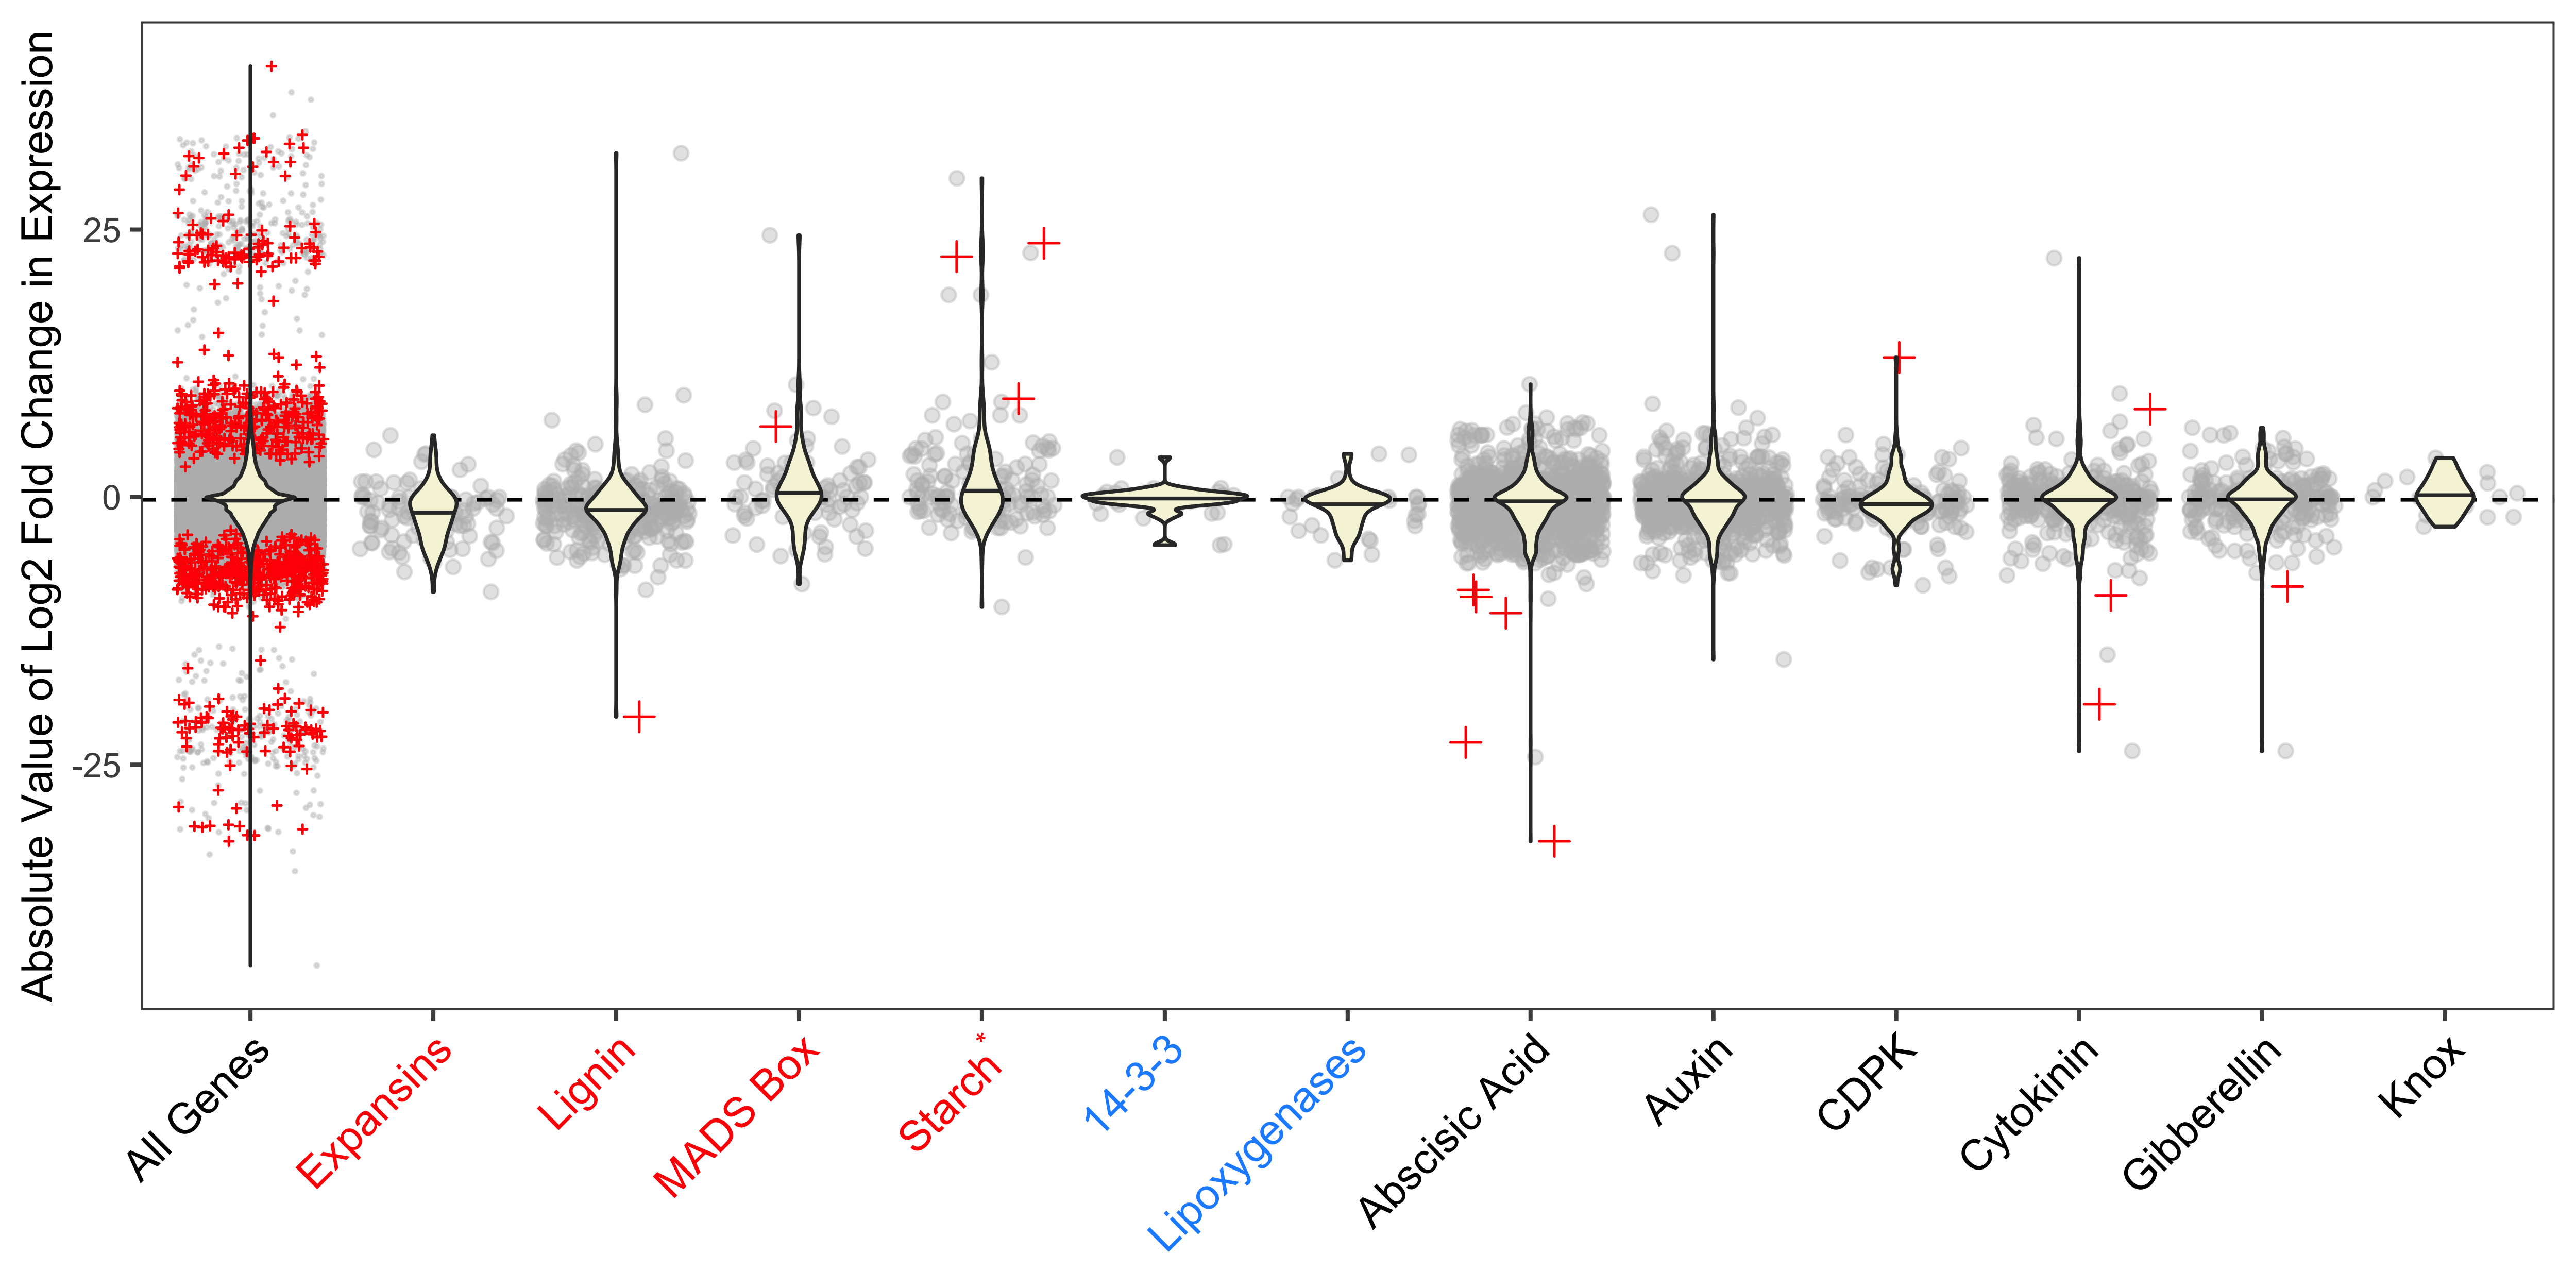 Absolute Value of Log2 Fold Change in Expression
25
0
-25
All Genes
Expansins
Lignin
MADS Box
Starch *
14-3-3
Lipoxygenases
Abscisic Acid
Auxin
CDPK
Cytokinin
Gibberellin
Knox